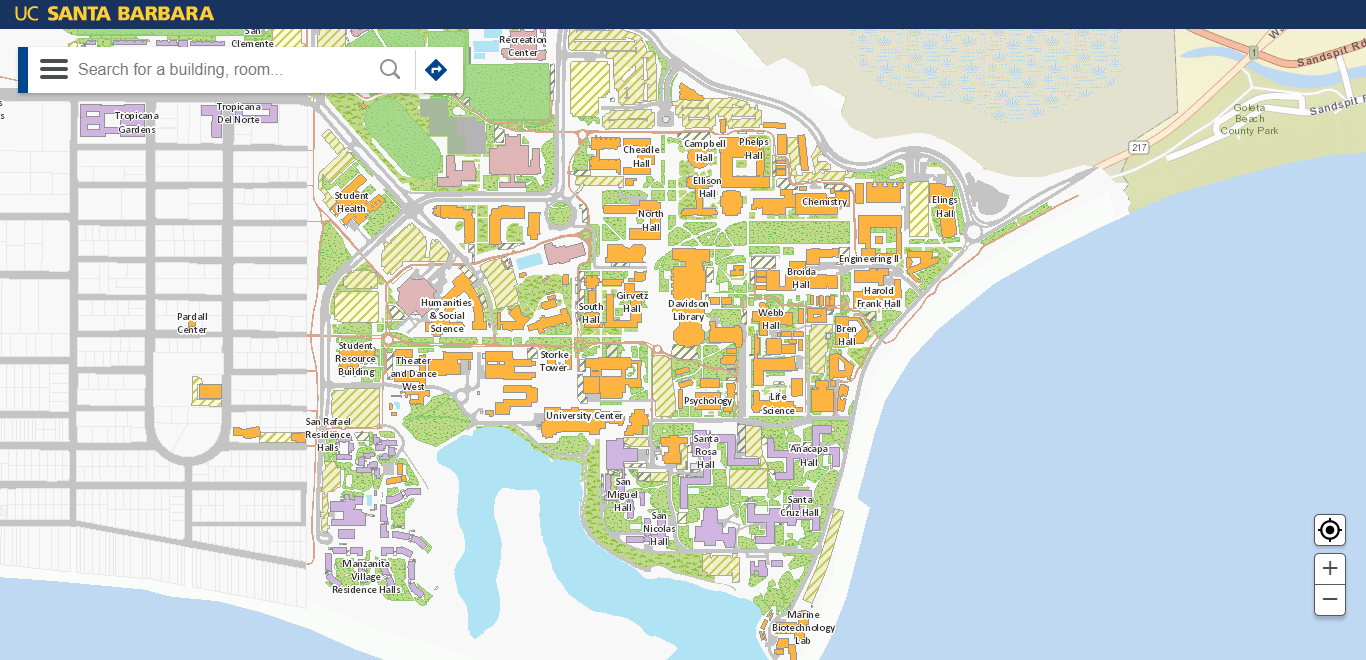 UC SANTA BARBARA
San
Clemente
Recreation
Center
Search for a building, room...
Sandspit Rd
1
Goleta
Beach
County Park
217
Tropicana
Gardens
Tropicana
Del Norte
Cheadle
Hall
Campbell
Hall
Phelps
Hall
Ellison
Hall
Student
Health
Chemistry
Elings
Hall
North
Hall
Engineering II
Broida
Hall
Harold
Frank Hall
Humanities
& Social
Science
South
Hall
Girvetz
Hall
Davidson
Library
Webb
Hall
Bren
Hall
Pardall
Center
Student
Resource
Building
Theater
and Dance
West
Storke
Tower
Psychology
Life
Science
University Center
San Rafael
Residence
Halls
Santa
Rosa
Hall
Anacapa
Hall
San
Miguel
Hall
Santa
Cruz Hall
San
Nicolas
Hall
Manzanita
Village
Residence Halls
Marine
Biotechnology
Lab